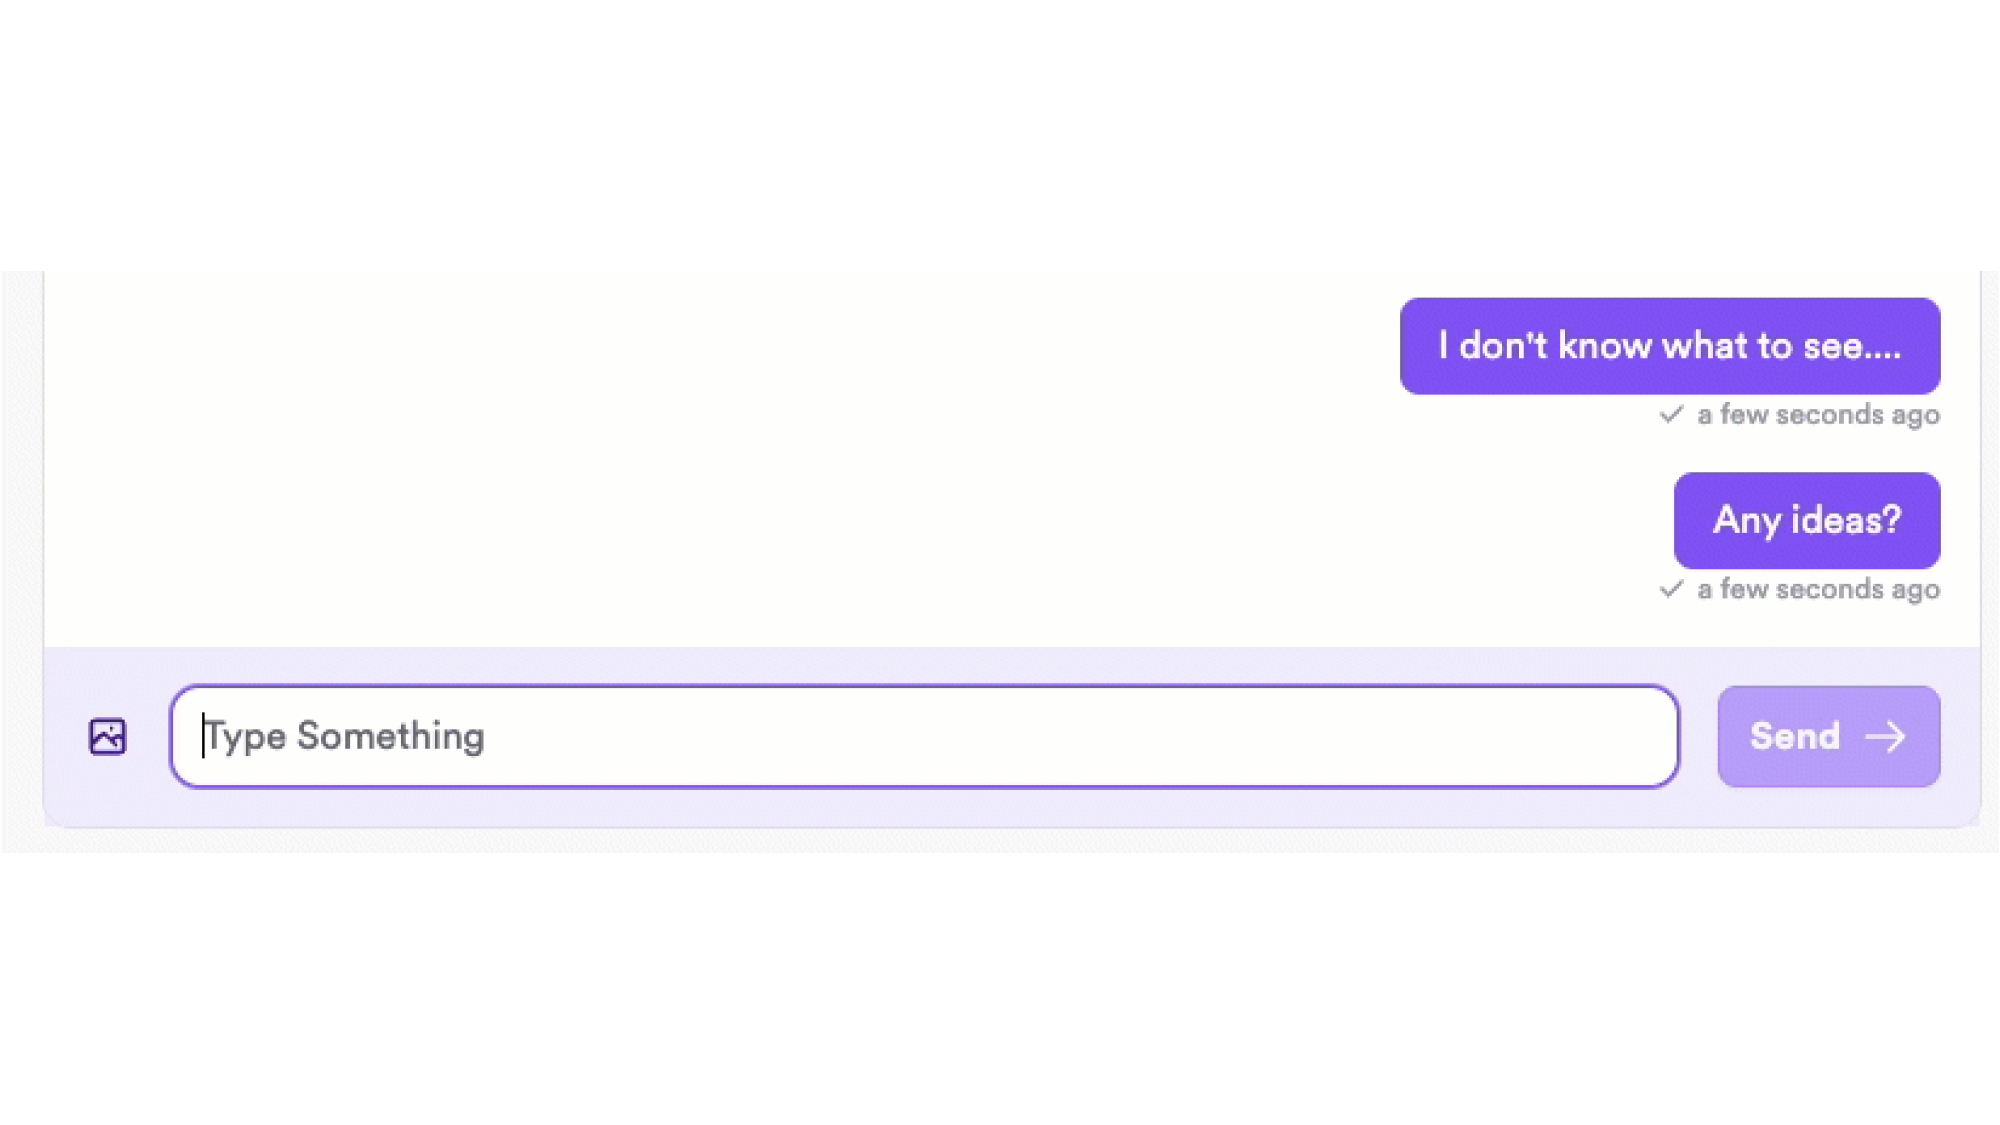 I don't know what to see....
a few seconds ago
Any ideas?
a few seconds ago
Type Something
Send